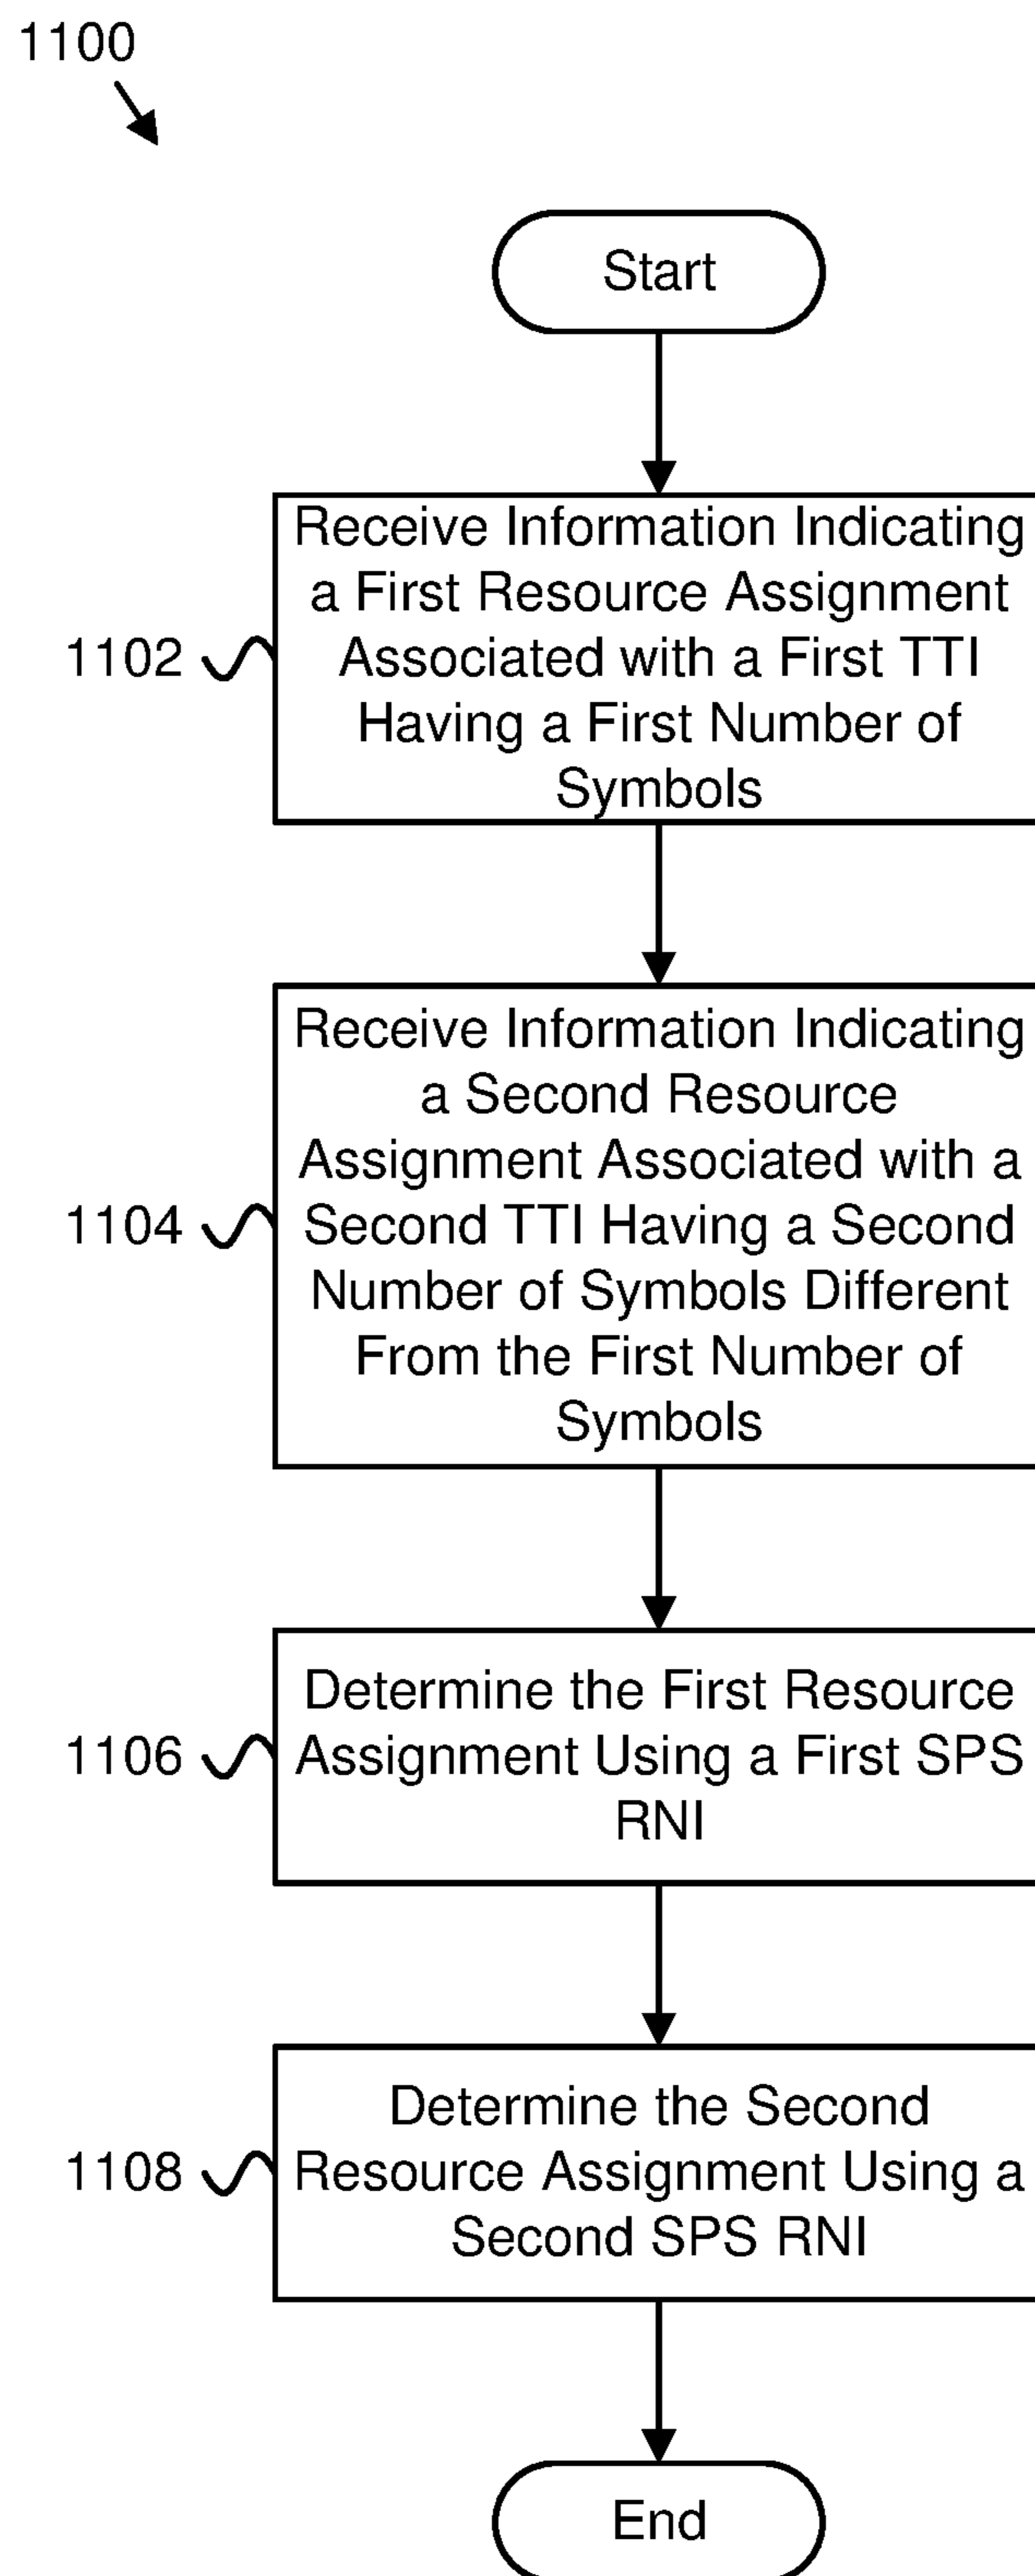 1100
Start
Receive Information Indicating
a First Resource Assignment
Associated with a First TTI
Having a First Number of
Symbols
1102
Receive Information Indicating
a Second Resource
Assignment Associated with a
Second TTI Having a Second
Number of Symbols Different
From the First Number of
Symbols
1104
Determine the First Resource
Assignment Using a First SPS
RNI
1106
Determine the Second
Resource Assignment Using a
Second SPS RNI
1108
End